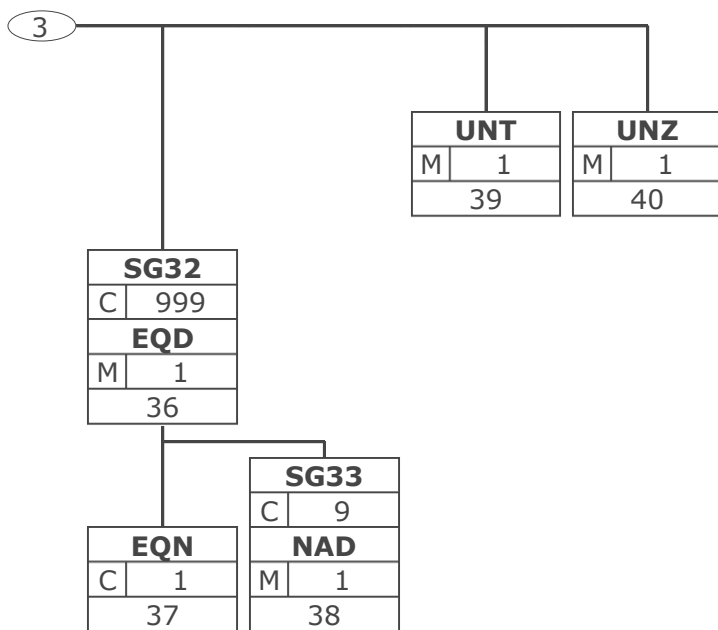 3
UNT
M 1
39
UNZ
M 1
40
SG32
C 999
EQD
M 1
36
EQN
C 1
37
SG33
C 9
NAD
M 1
38